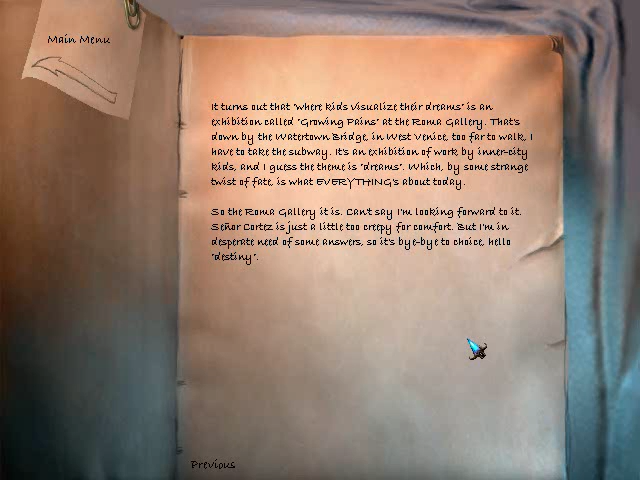 Main Menu
It turns out that "where kids visualize their dreams" is an
exhibition called "Growing Pains" at the Roma Gallery. That's
down by the Watertown Bridge, in West Venice, too far to walk, I
have to take the subway. It's an exhibition of work by inner-city
kids, and I guess the theme is "dreams". Which, by some strange
twist of fate, is what EVERYTHING's about today.
So the Roma Gallery it is. Can't say I'm looking forward to it.
Señor Cortez is just a little too creepy for comfort. But I'm in
desperate need of some answers, so it's bye-bye to choice, hello
"destiny".
Previous